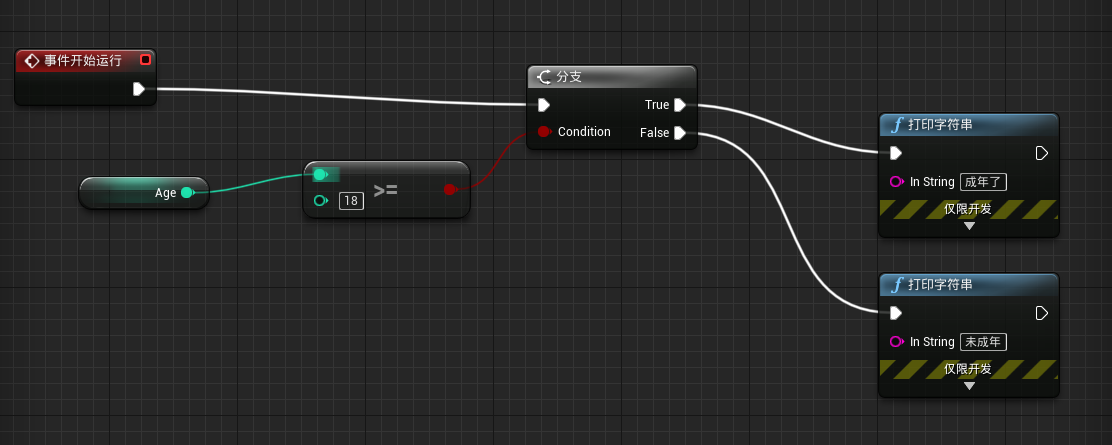 事件开始运行
分支
True
Condition
False
Age
18
>=
打印字符串
In String 成年了
仅限开发
打印字符串
In String 未成年
仅限开发